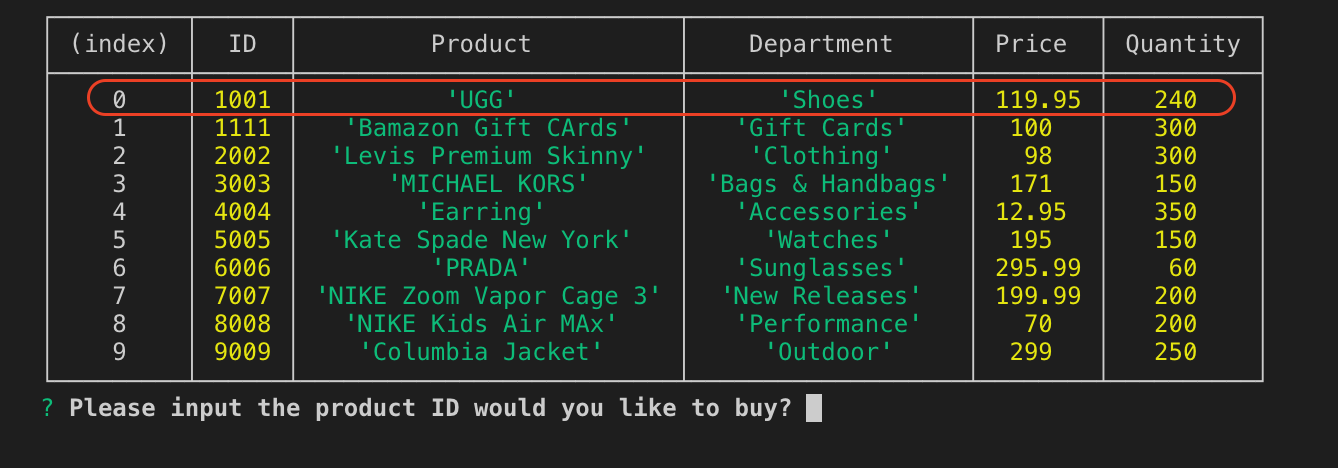 (index) ID Product Department Price Quantity
0 1001 'UGG' 'Shoes' 119.95 240
1 1111 'Bamazon Gift CArds' 'Gift Cards' 100 300
2 2002 'Levis Premium Skinny' 'Clothing' 98 300
3 3003 'MICHAEL KORS' 'Bags & Handbags' 171 150
4 4004 'Earring' 'Accessories' 12.95 350
5 5005 'Kate Spade New York' 'Watches' 195 150
6 6006 'PRADA' 'Sunglasses' 295.99 60
7 7007 'NIKE Zoom Vapor Cage 3' 'New Releases' 199.99 200
8 8008 'NIKE Kids Air MAx' 'Performance' 70 200
9 9009 'Columbia Jacket' 'Outdoor' 299 250
? Please input the product ID would you like to buy?